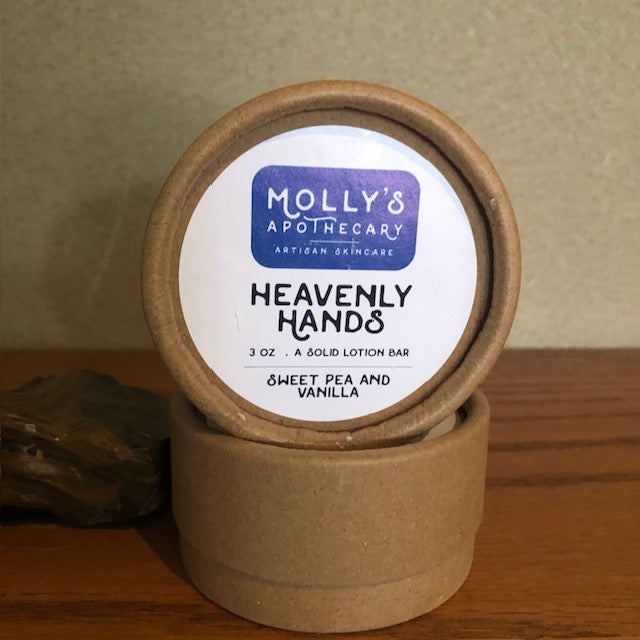 MOLLY'S
APOTHECARY
ARTISAN SKINCARE
HEAVENLY
HANDS
3 OZ . A SOLID LOTION BAR
SWEET PEA AND
VANILLA